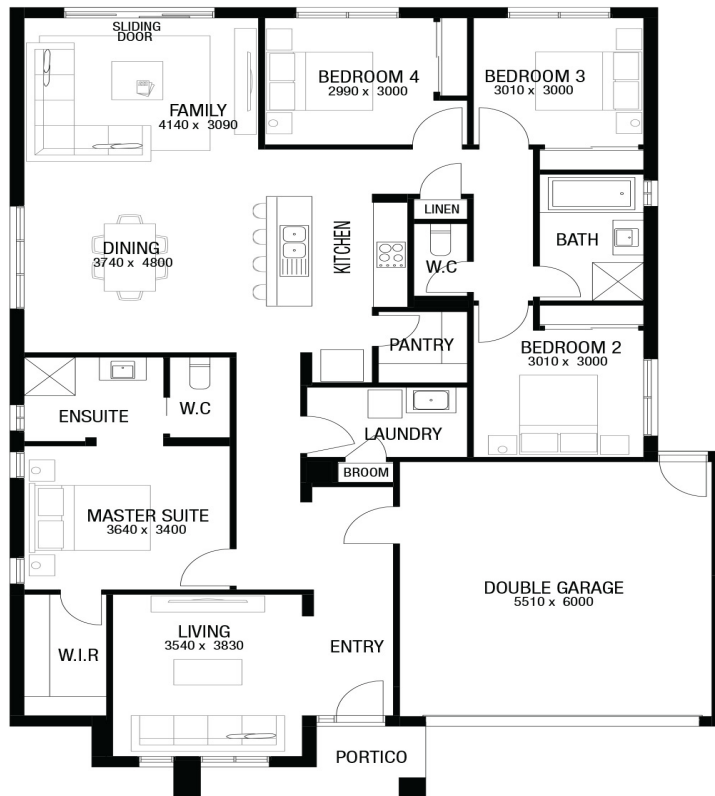 SLIDING
DOOR
FAMILY
4140 x 3090
BEDROOM 4
2990 x 3000
BEDROOM 3
3010 x 3000
LINEN
DINING
3740 x 4800
KITCHEN
W.C
BATH
PANTRY
BEDROOM 2
3010 x 3000
ENSUITE
W.C
LAUNDRY
BROOM
MASTER SUITE
3640 x 3400
DOUBLE GARAGE
5510 x 6000
W.I.R
LIVING
3540 x 3830
ENTRY
PORTICO